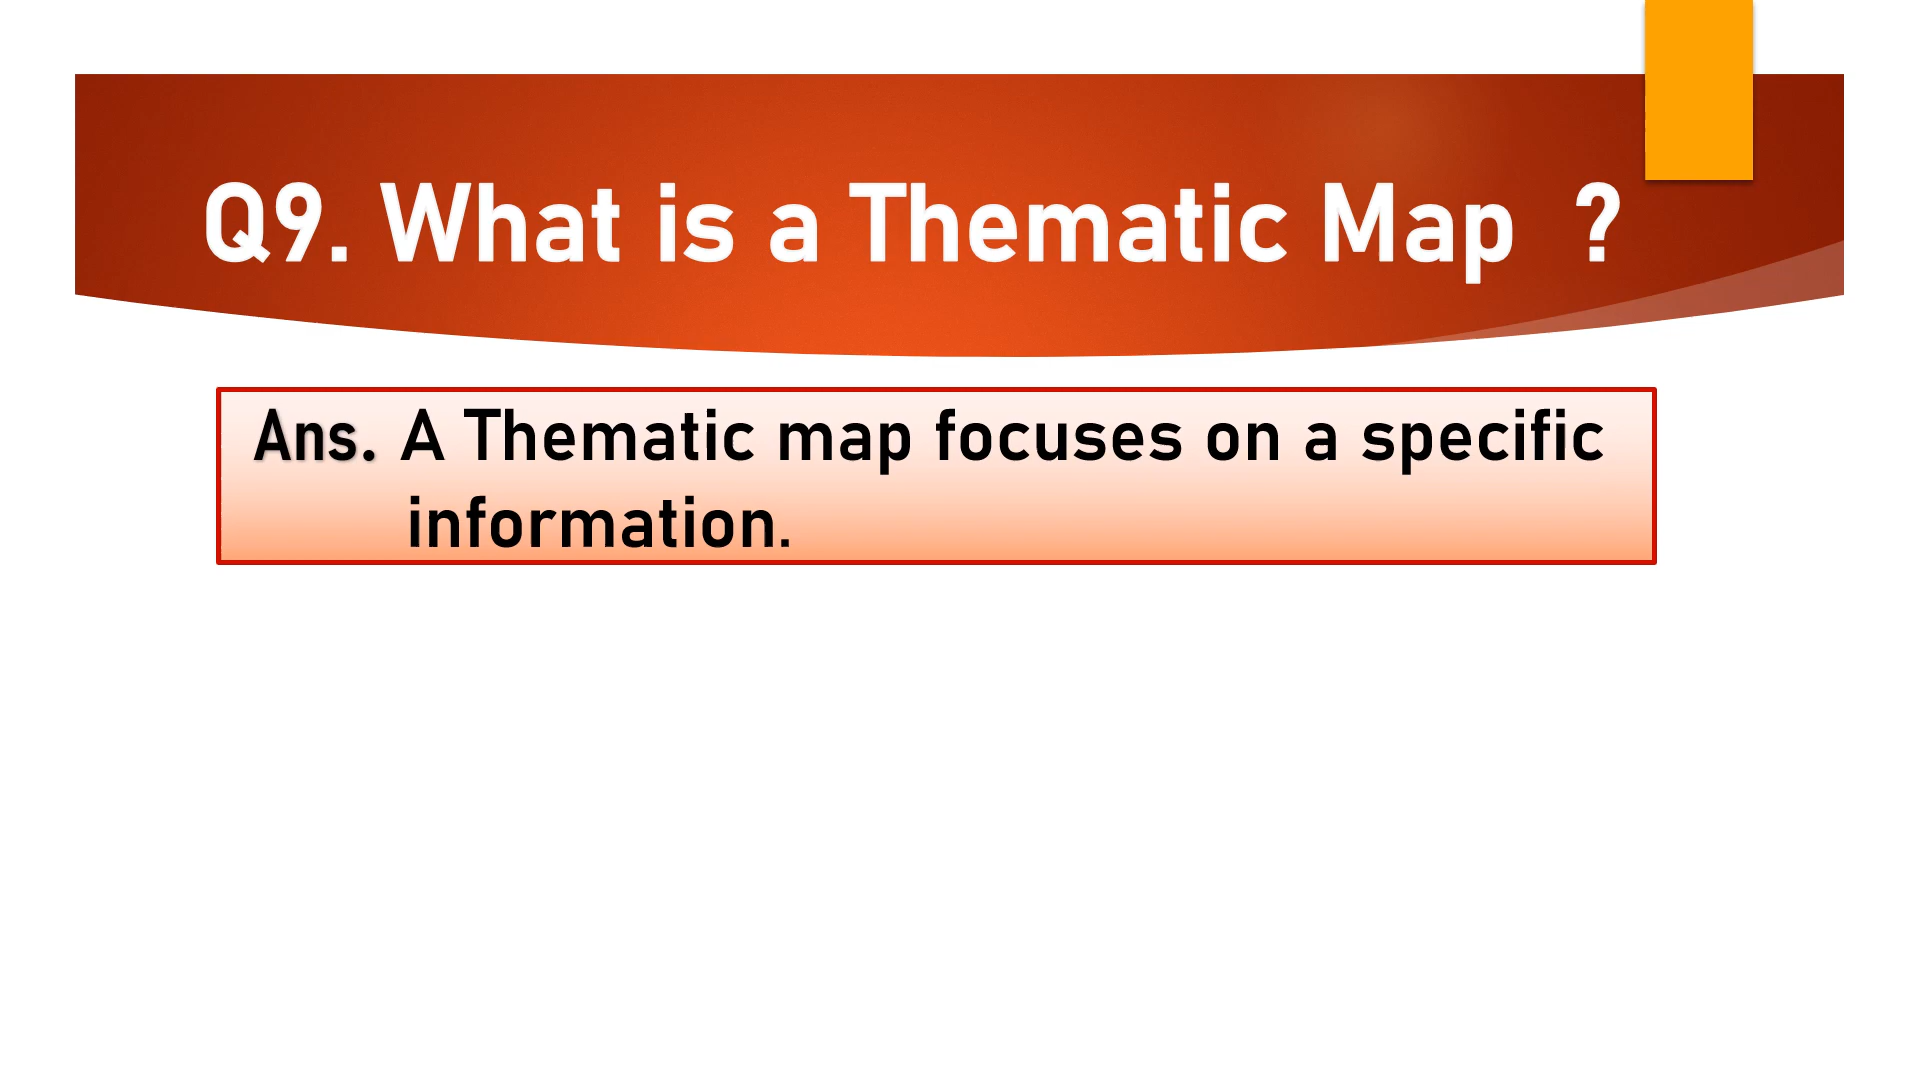 Q9. What is a Thematic Map  ?
Ans. A Thematic map focuses on a specific
information.